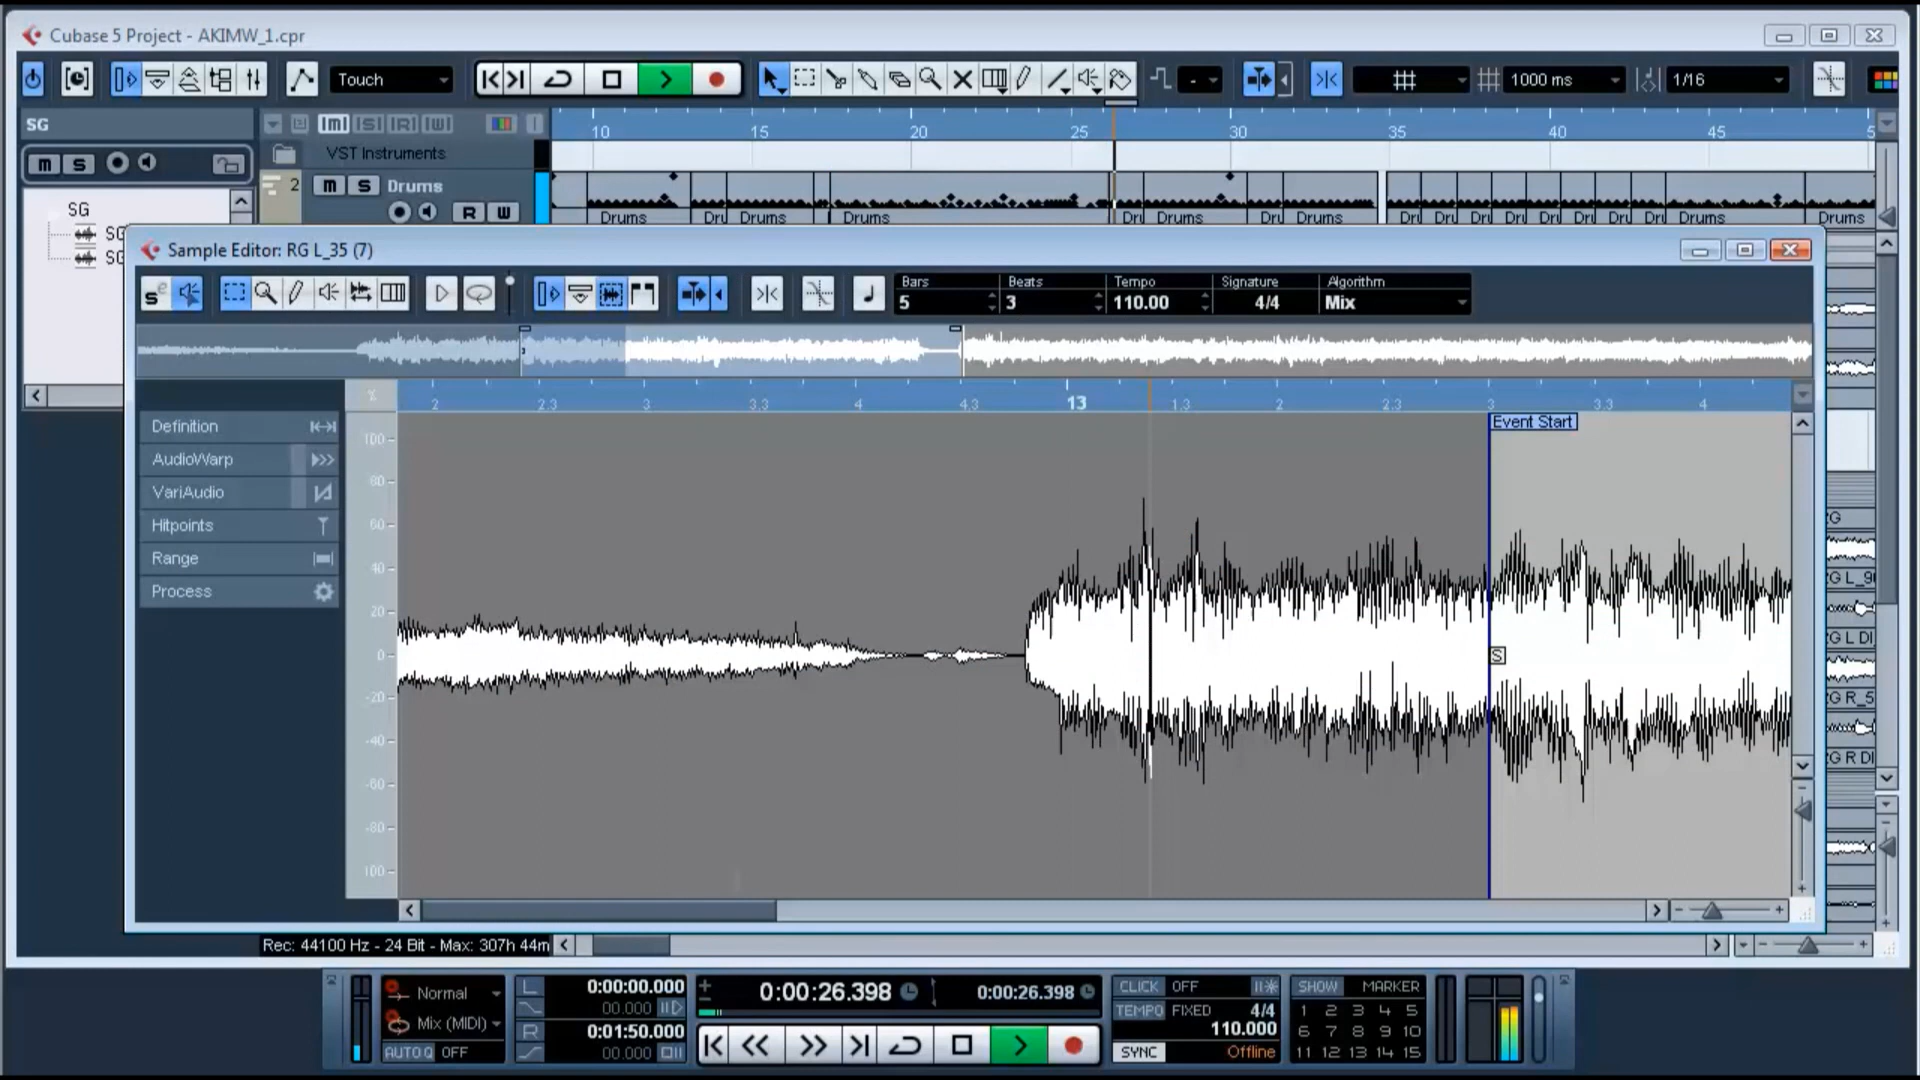 Cubase 5 Project - AKIMW_1.cpr
Touch
1000 ms
1/16
SG
[M] [S] [R] [W]
10 15 20 25 30 35 40 45
m S
VST Instruments
2 m S Drums
R W
SG
Drums Dru Drums Drums Dru Drums Dru Drums Dru Dru Dru Dru Dru Dru Dru Drums Drums
SG
SG
Sample Editor: RG L_35 (7)
Bars Beats Tempo Signature Algorithm
5 3 110.00 4/4 Mix
2 2.3 3 3.3 4 4.3 13 1.3 2 2.3 3 3.3 4
Definition
AudioWarp
VariAudio
Hitpoints
Range
Process
Event Start
100
80
60
40
20
0
-20
-40
-60
-80
100
S
RG L DI
RG R_5
RG R DI
Rec: 44100 Hz - 24 Bit - Max: 307h 44m
Normal
Mix (MIDI)
AUTO Q OFF
L 0:00:00.000
00.000
R 0:01:50.000
00.000
0:00:26.398 0:00:26.398
CLICK OFF
TEMPO FIXED 4/4
110.000
SYNC Offline
SHOW MARKER
1 2 3 4 5
6 7 8 9 10
11 12 13 14 15